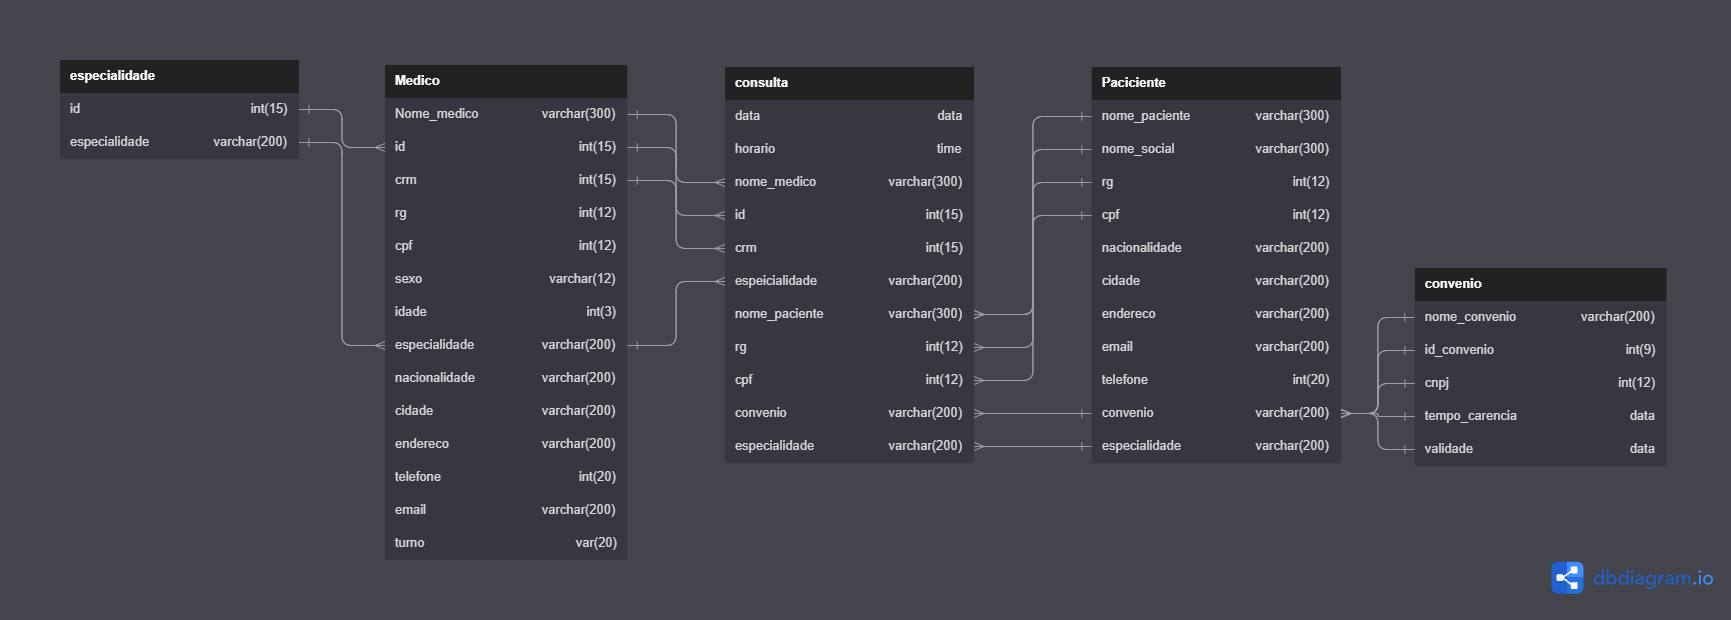 especialidade
id int(15)
especialidade varchar(200)
Medico
Nome_medico varchar(300)
id int(15)
crm int(15)
rg int(12)
cpf int(12)
sexo varchar(12)
idade int(3)
especialidade varchar(200)
nacionalidade varchar(200)
cidade varchar(200)
endereco varchar(200)
telefone int(20)
email varchar(200)
turno var(20)
consulta
data data
horario time
nome_medico varchar(300)
id int(15)
crm int(15)
espeicialidade varchar(200)
nome_paciente varchar(300)
rg int(12)
cpf int(12)
convenio varchar(200)
especialidade varchar(200)
Paciciente
nome_paciente varchar(300)
nome_social varchar(300)
rg int(12)
cpf int(12)
nacionalidade varchar(200)
cidade varchar(200)
endereco varchar(200)
email varchar(200)
telefone int(20)
convenio varchar(200)
especialidade varchar(200)
convenio
nome_convenio varchar(200)
id_convenio int(9)
cnpj int(12)
tempo_carencia data
validade data
dbdiagram.io